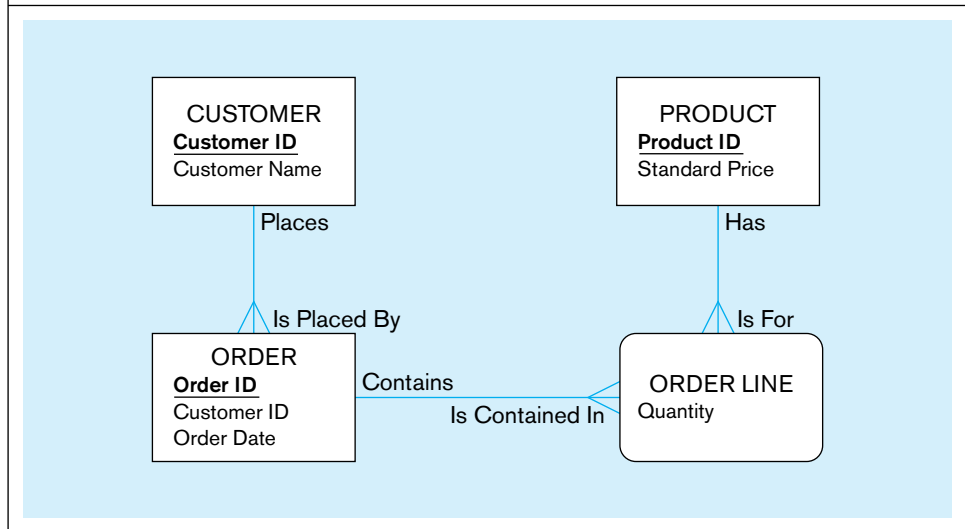 CUSTOMER
Customer ID
Customer Name
PRODUCT
Product ID
Standard Price
Places
Has
Is Placed By
Is For
ORDER
Order ID
Customer ID
Order Date
Contains
Is Contained In
ORDER LINE
Quantity